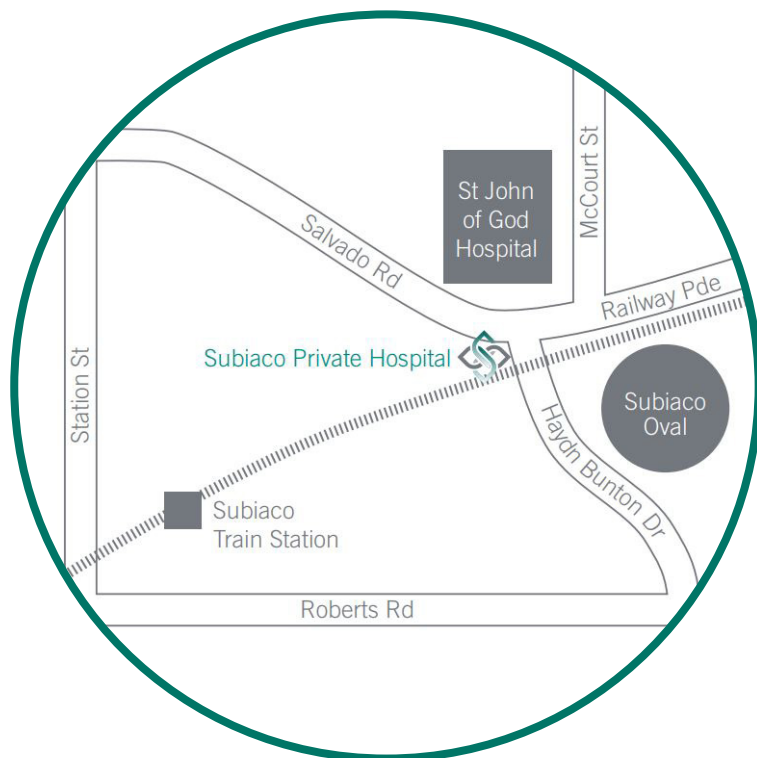 McCourt St
St John
of God
Hospital
Salvado Rd
Railway Pde
Subiaco Private Hospital
Station St
Subiaco
Oval
Haydn Bunton Dr
Subiaco
Train Station
Roberts Rd